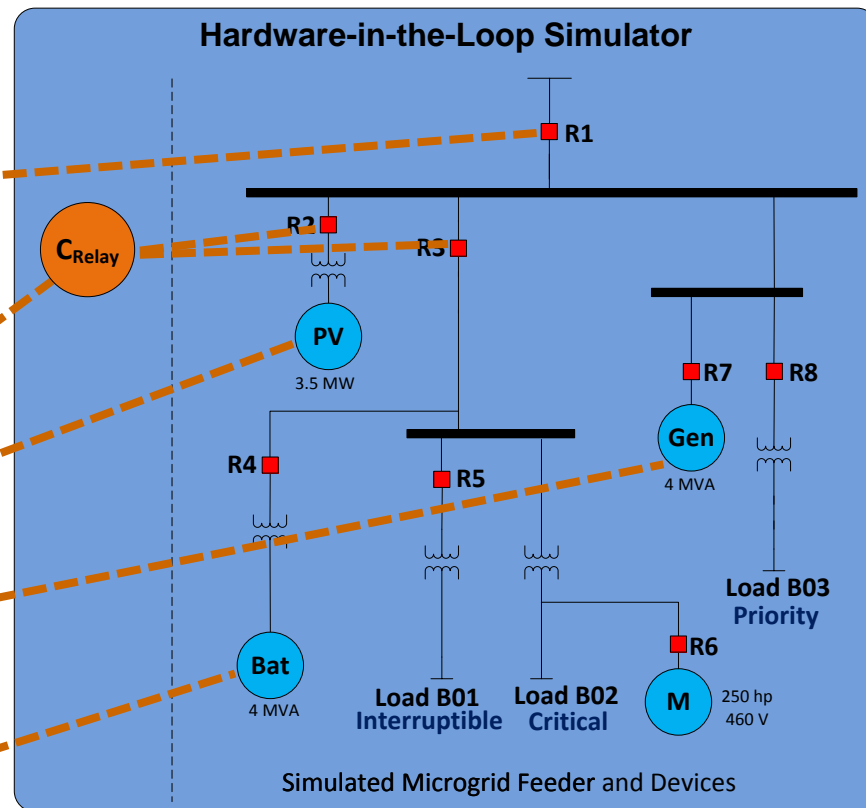 Hardware-in-the-Loop Simulator
R1
R2
R3
CRelay
PV
3.5 MW
R7
R8
R4
R5
Gen
4 MVA
Load B03
Priority
R6
Bat
4 MVA
Load B01
Interruptible
Load B02
Critical
M
250 hp
460 V
Simulated Microgrid Feeder and Devices